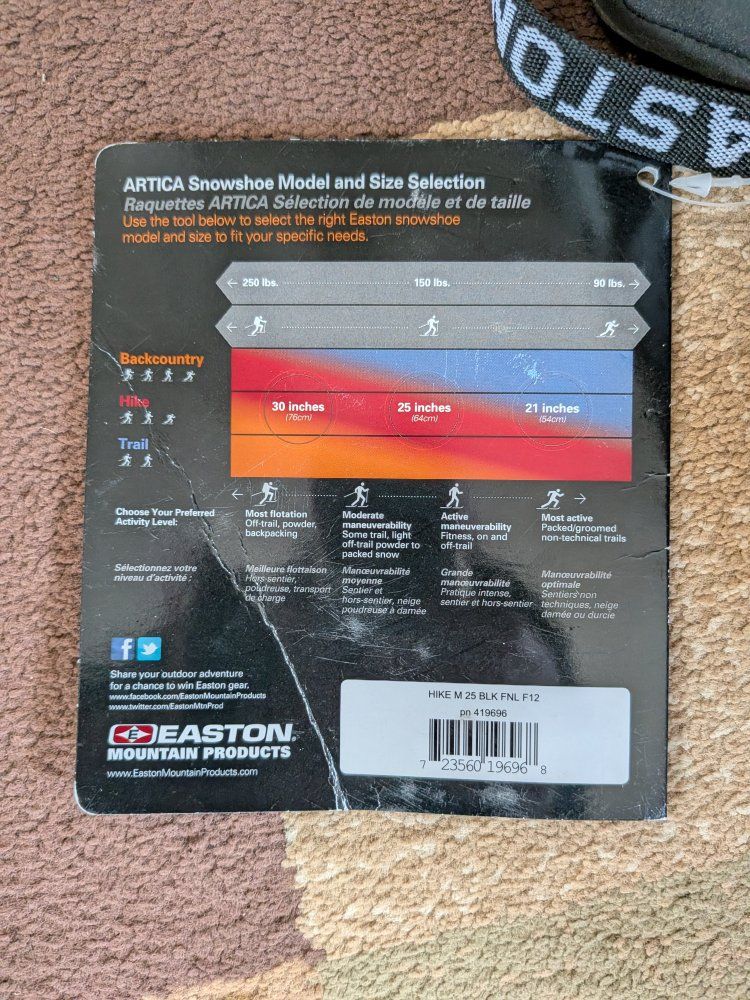 ASTO
ARTICA Snowshoe Model and Size Selection
Raquettes ARTICA Sélection de modèle et de taille
Use the tool below to select the right Easton snowshoe
model and size to fit your specific needs.
← 250 lbs. 150 lbs. 90 lbs. →
Backcountry
Hike
Trail
30 inches 25 inches 21 inches
(76cm) (64cm) (54cm)
Choose Your Preferred
Activity Level:
Most flotation
Off-trail, powder,
backpacking
Moderate
maneuverability
Some trail, light
off-trail powder to
packed snow
Active
maneuverability
Fitness, on and
off-trail
Most active
Packed/groomed
non-technical trails
Sélectionnez votre
niveau d'activité :
Meilleure flottaison
Hors-sentier,
poudreuse, transport
de charge
Manœuvrabilité
moyenne
Sentier et
hors-sentier, neige
poudreuse à damée
Grande
manœuvrabilité
Pratique intense,
sentier et hors-sentier
Manœuvrabilité
optimale
Sentiers non
techniques, neige
damée ou durcie
Share your outdoor adventure
for a chance to win Easton gear.
www.facebook.com/EastonMountainProducts
www.twitter.com/EastonMtnProd
E EASTON®
MOUNTAIN PRODUCTS
www.EastonMountainProducts.com
HIKE M 25 BLK FNL F12
pn 419696
7 23560 19696 8